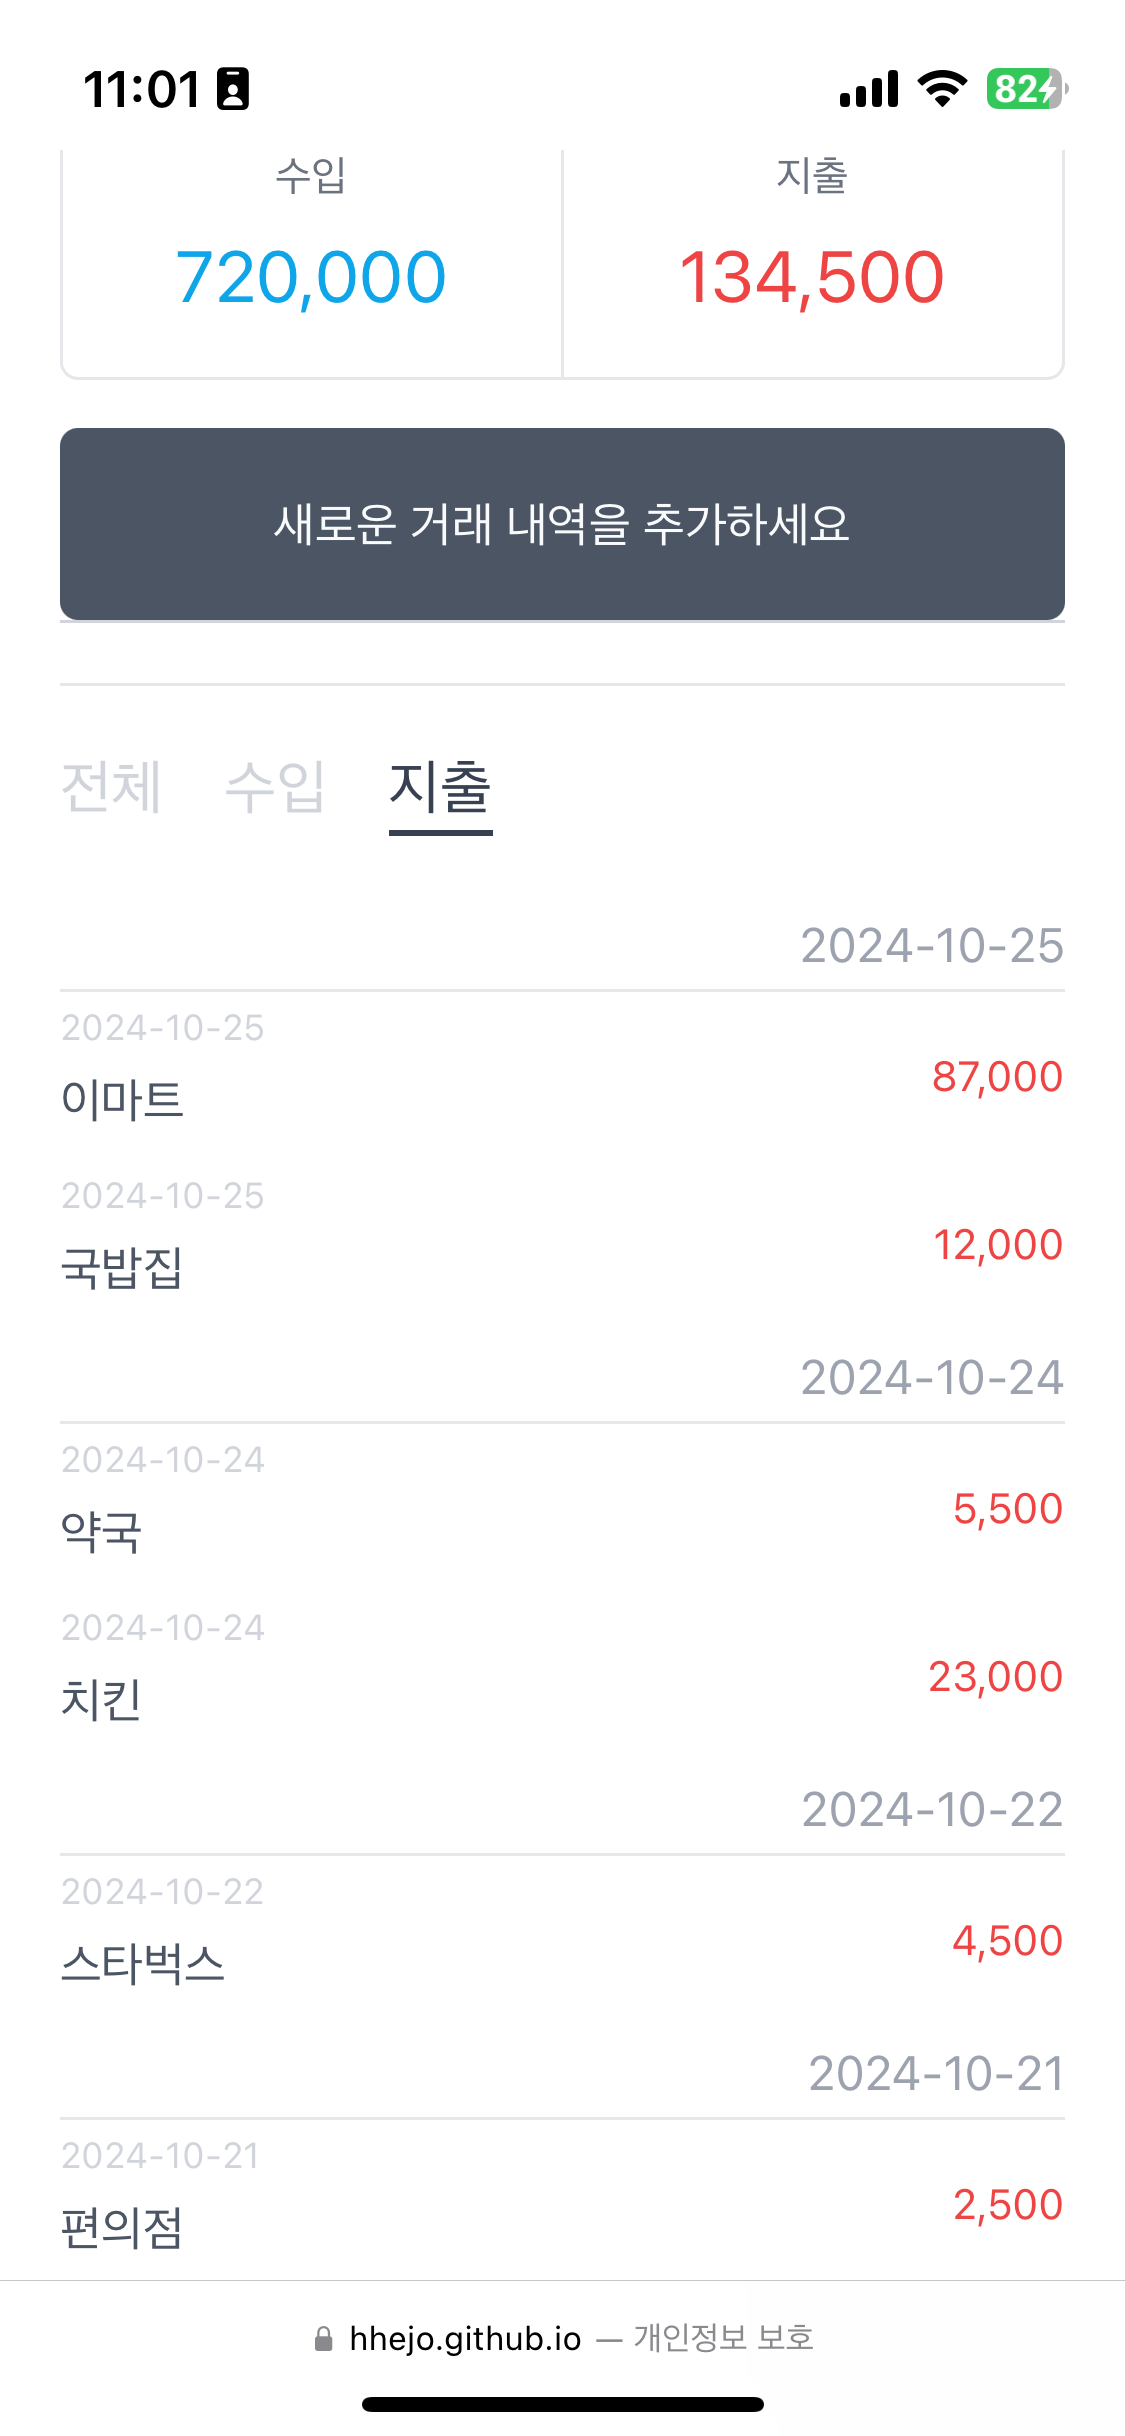 11:01
82
수입
지출
720,000
134,500
새로운 거래 내역을 추가하세요
전체 수입 지출
2024-10-25
2024-10-25
이마트
87,000
2024-10-25
국밥집
12,000
2024-10-24
2024-10-24
약국
5,500
2024-10-24
치킨
23,000
2024-10-22
2024-10-22
스타벅스
4,500
2024-10-21
2024-10-21
편의점
2,500
hhejo.github.io — 개인정보 보호